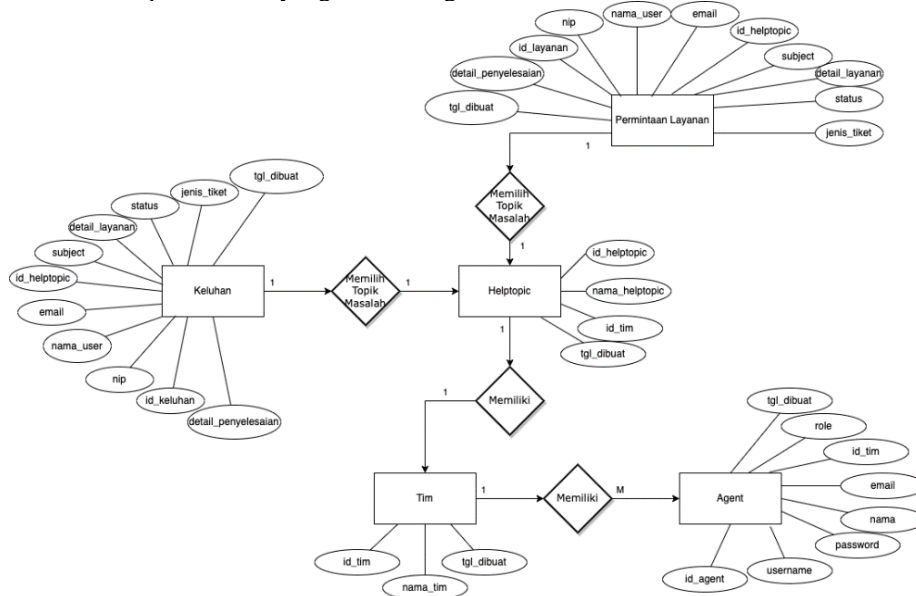 nip
nama_user
email
id_helptopic
id_layanan
subject
detail_penyelesaian
detail_layanan
tgl_dibuat
Permintaan Layanan
status
jenis_tiket
1
Memilih
Topik
Masalah
1
tgl_dibuat
jenis_tiket
status
detail_layanan
subject
id_helptopic
email
nama_user
nip
id_keluhan
detail_penyelesaian
Keluhan
1
Memilih
Topik
Masalah
1
Helptopic
id_helptopic
nama_helptopic
id_tim
tgl_dibuat
1
Memiliki
1
Tim
id_tim
nama_tim
tgl_dibuat
1
Memiliki
M
Agent
tgl_dibuat
role
id_tim
email
nama
password
username
id_agent